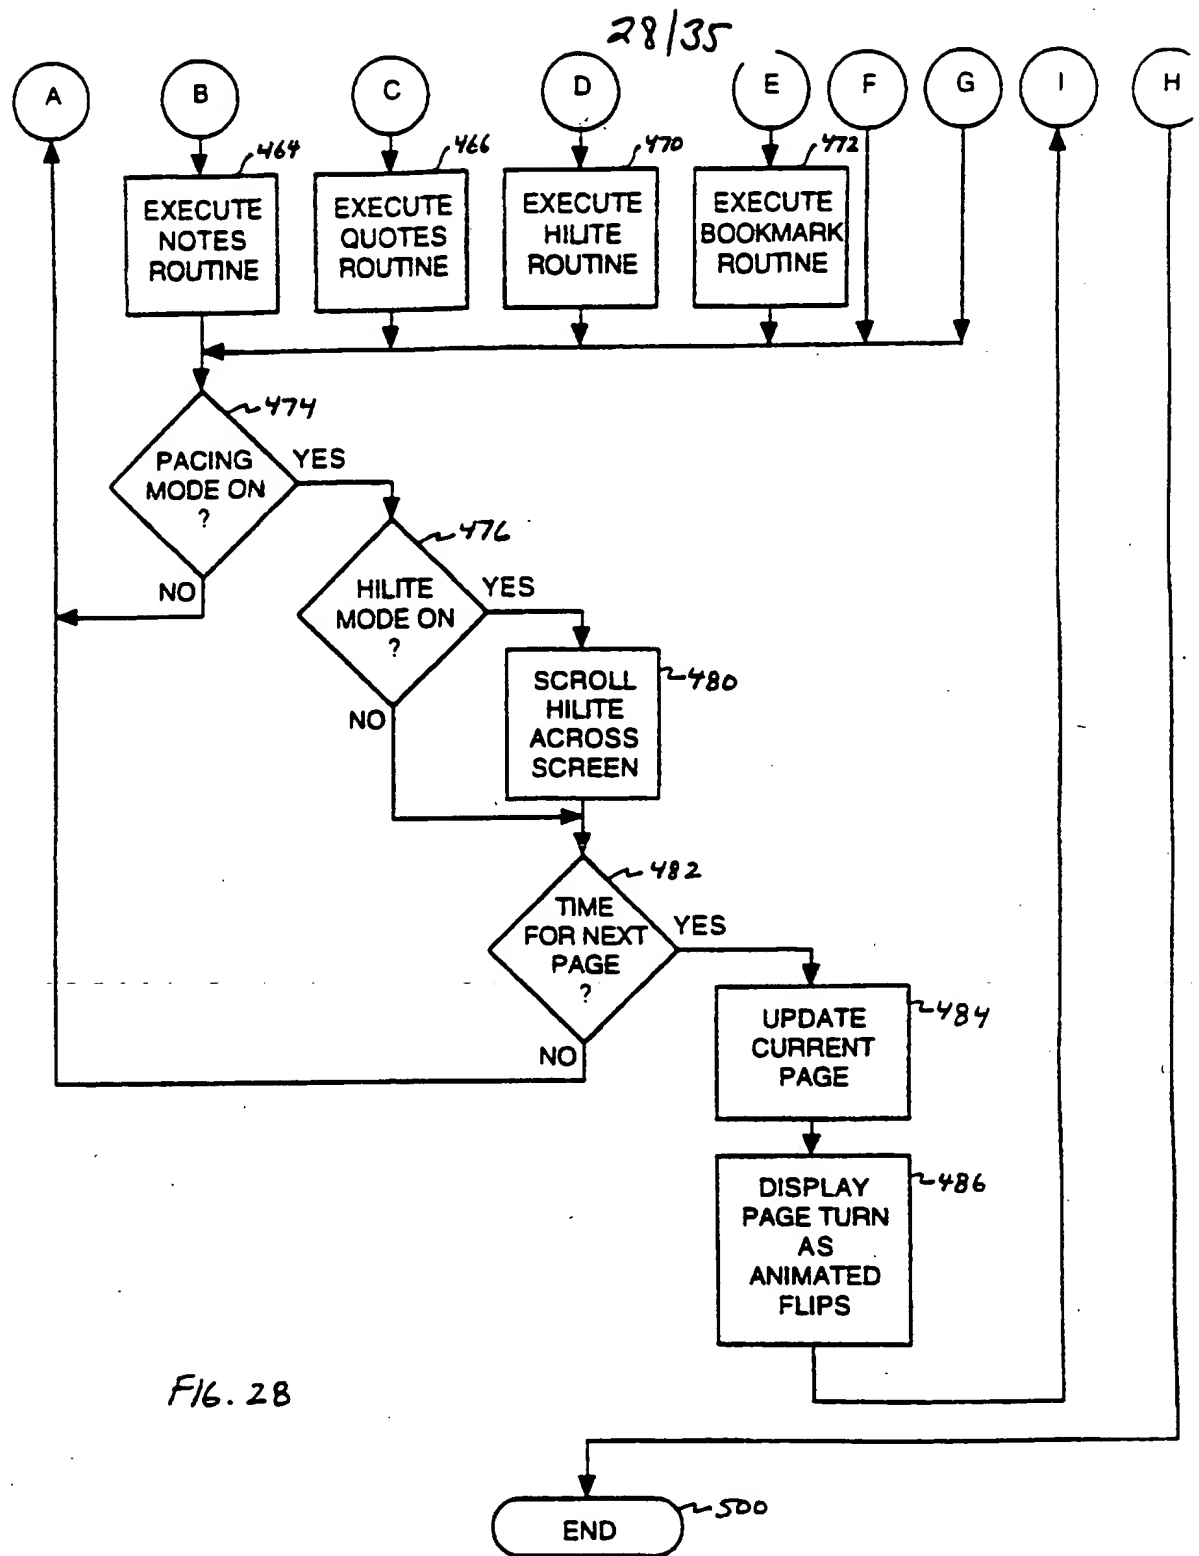 28/35
A B C D E F G I H
464 466 470 472
EXECUTE
NOTES
ROUTINE
EXECUTE
QUOTES
ROUTINE
EXECUTE
HILITE
ROUTINE
EXECUTE
BOOKMARK
ROUTINE
474
PACING
MODE ON
?
YES
NO
476
HILITE
MODE ON
?
YES
NO
480
SCROLL
HILITE
ACROSS
SCREEN
482
TIME
FOR NEXT
PAGE
?
YES
NO
484
UPDATE
CURRENT
PAGE
486
DISPLAY
PAGE TURN
AS
ANIMATED
FLIPS
FIG. 28
500
END